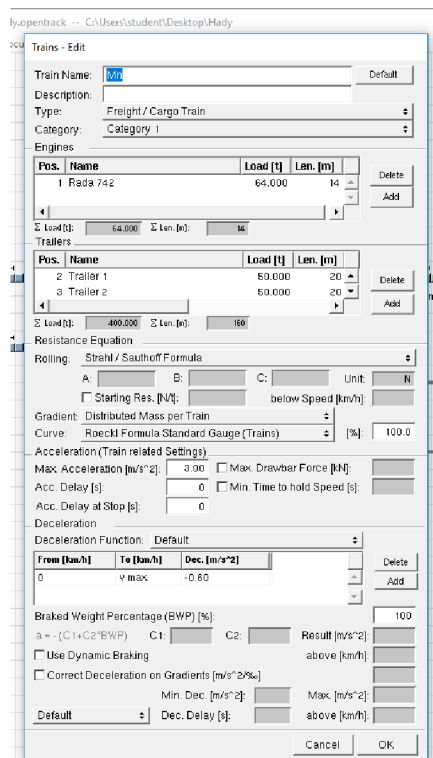 ly.opentrack -- C:\Users\student\Desktop\Hady
ocu
Trains - Edit
Train Name: Mn Default
Description:
Type: Freight / Cargo Train
Category: Category 1
Engines
Pos. Name Load [t] Len. [m]
1 Rada 742 64.000 14
Delete
Add
Σ Load [t]: 64.000 Σ Len. [m]: 14
Trailers
Pos. Name Load [t] Len. [m]
2 Trailer 1 50.000 20
3 Trailer 2 50.000 20
Delete
Add
Σ Load [t]: 400.000 Σ Len. [m]: 160
Resistance Equation
Rolling: Strahl / Sauthoff Formula
A: B: C: Unit: N
Starting Res. [N/t]: below Speed [km/h]:
Gradient: Distributed Mass per Train
Curve: Roeckl Formula Standard Gauge (Trains) [%]: 100.0
Acceleration (Train related Settings)
Max. Acceleration [m/s^2]: 3.00 Max. Drawbar Force [kN]:
Acc. Delay [s]: 0 Min. Time to hold Speed [s]:
Acc. Delay at Stop [s]: 0
Deceleration
Deceleration Function: Default
From [km/h] To [km/h] Dec. [m/s^2]
0 v max. -0.60
Delete
Add
Braked Weight Percentage (BWP) [%]: 100
a = - (C1+C2*BWP) C1: C2: Result [m/s^2]:
Use Dynamic Braking above [km/h]:
Correct Deceleration on Gradients [m/s^2/‰]
Min. Dec. [m/s^2]: Max. [m/s^2]:
Default Dec. Delay [s]: above [km/h]:
Cancel OK